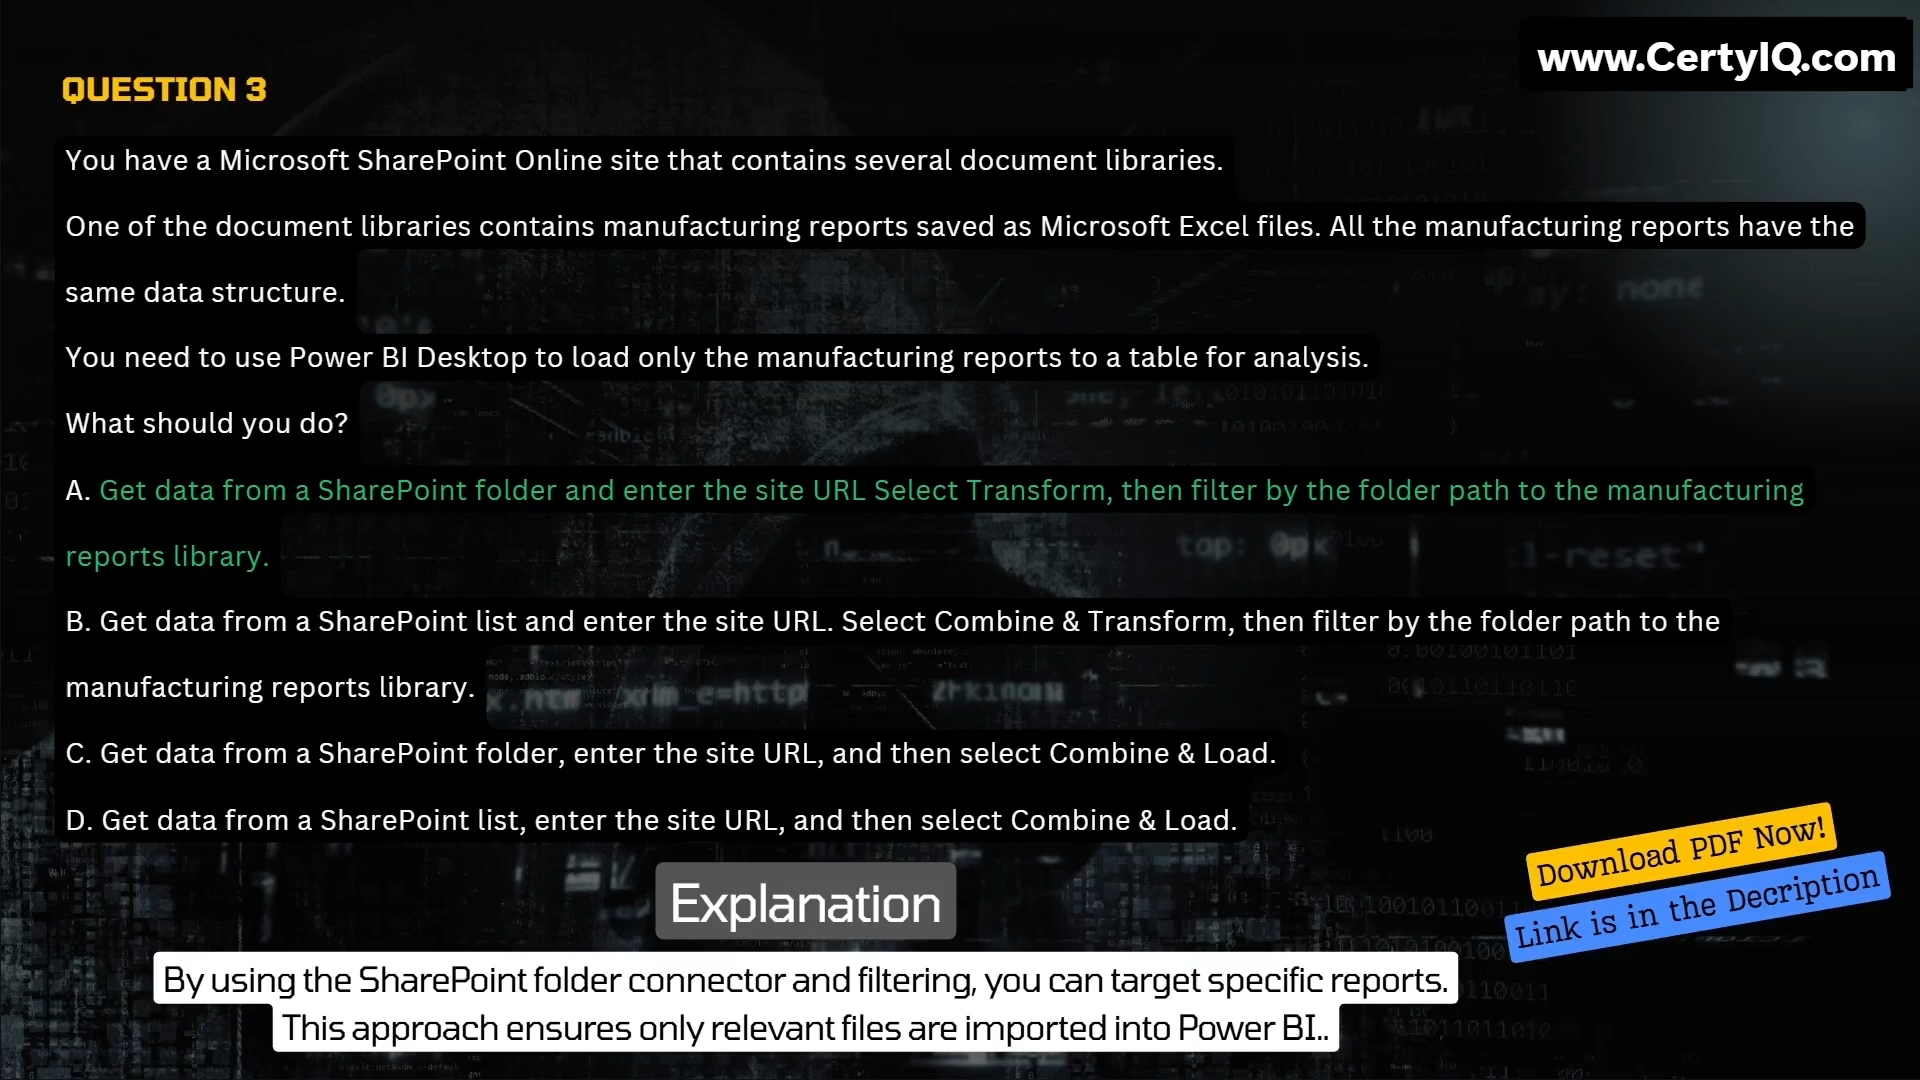 www.CertyIQ.com
QUESTION 3
You have a Microsoft SharePoint Online site that contains several document libraries.
One of the document libraries contains manufacturing reports saved as Microsoft Excel files. All the manufacturing reports have the
same data structure.
You need to use Power BI Desktop to load only the manufacturing reports to a table for analysis.
What should you do?
A. Get data from a SharePoint folder and enter the site URL Select Transform, then filter by the folder path to the manufacturing
reports library.
B. Get data from a SharePoint list and enter the site URL. Select Combine & Transform, then filter by the folder path to the
manufacturing reports library.
C. Get data from a SharePoint folder, enter the site URL, and then select Combine & Load.
D. Get data from a SharePoint list, enter the site URL, and then select Combine & Load.
Download PDF Now!
Link is in the Decription
Explanation
By using the SharePoint folder connector and filtering, you can target specific reports.
This approach ensures only relevant files are imported into Power BI..